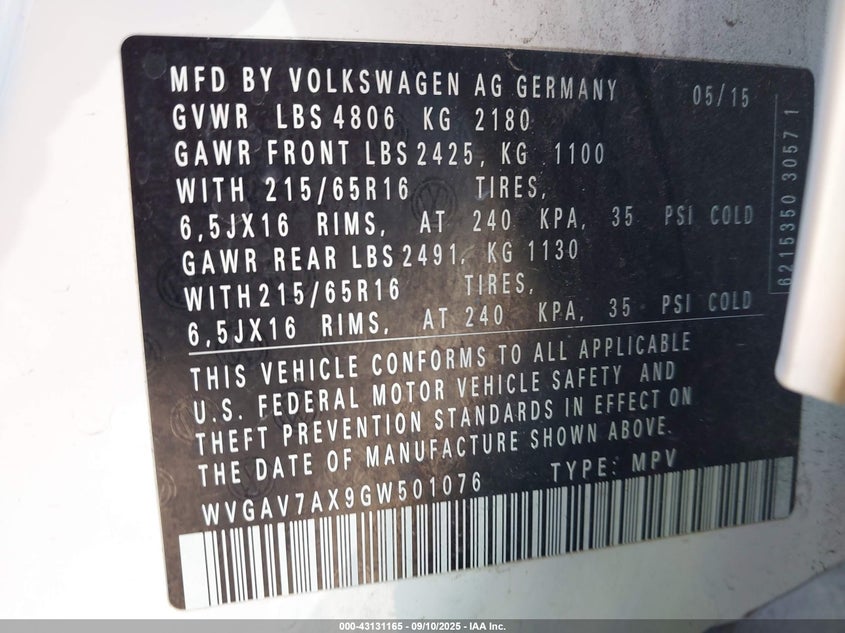 MFD BY VOLKSWAGEN AG GERMANY 05/15
GVWR LBS 4806 KG 2180
GAWR FRONT LBS 2425, KG 1100
WITH 215/65R16 TIRES,
6,5JX16 RIMS, AT 240 KPA, 35 PSI COLD
GAWR REAR LBS 2491, KG 1130
WITH 215/65R16 TIRES,
6,5JX16 RIMS, AT 240 KPA, 35 PSI COLD
THIS VEHICLE CONFORMS TO ALL APPLICABLE
U.S. FEDERAL MOTOR VEHICLE SAFETY AND
THEFT PREVENTION STANDARDS IN EFFECT ON
THE DATE OF MANUFACTURE SHOWN ABOVE.
WVGAV7AX9GW501076 TYPE: MPV
6215350 3057 1
000-43131165 - 09/10/2025 - IAA Inc.